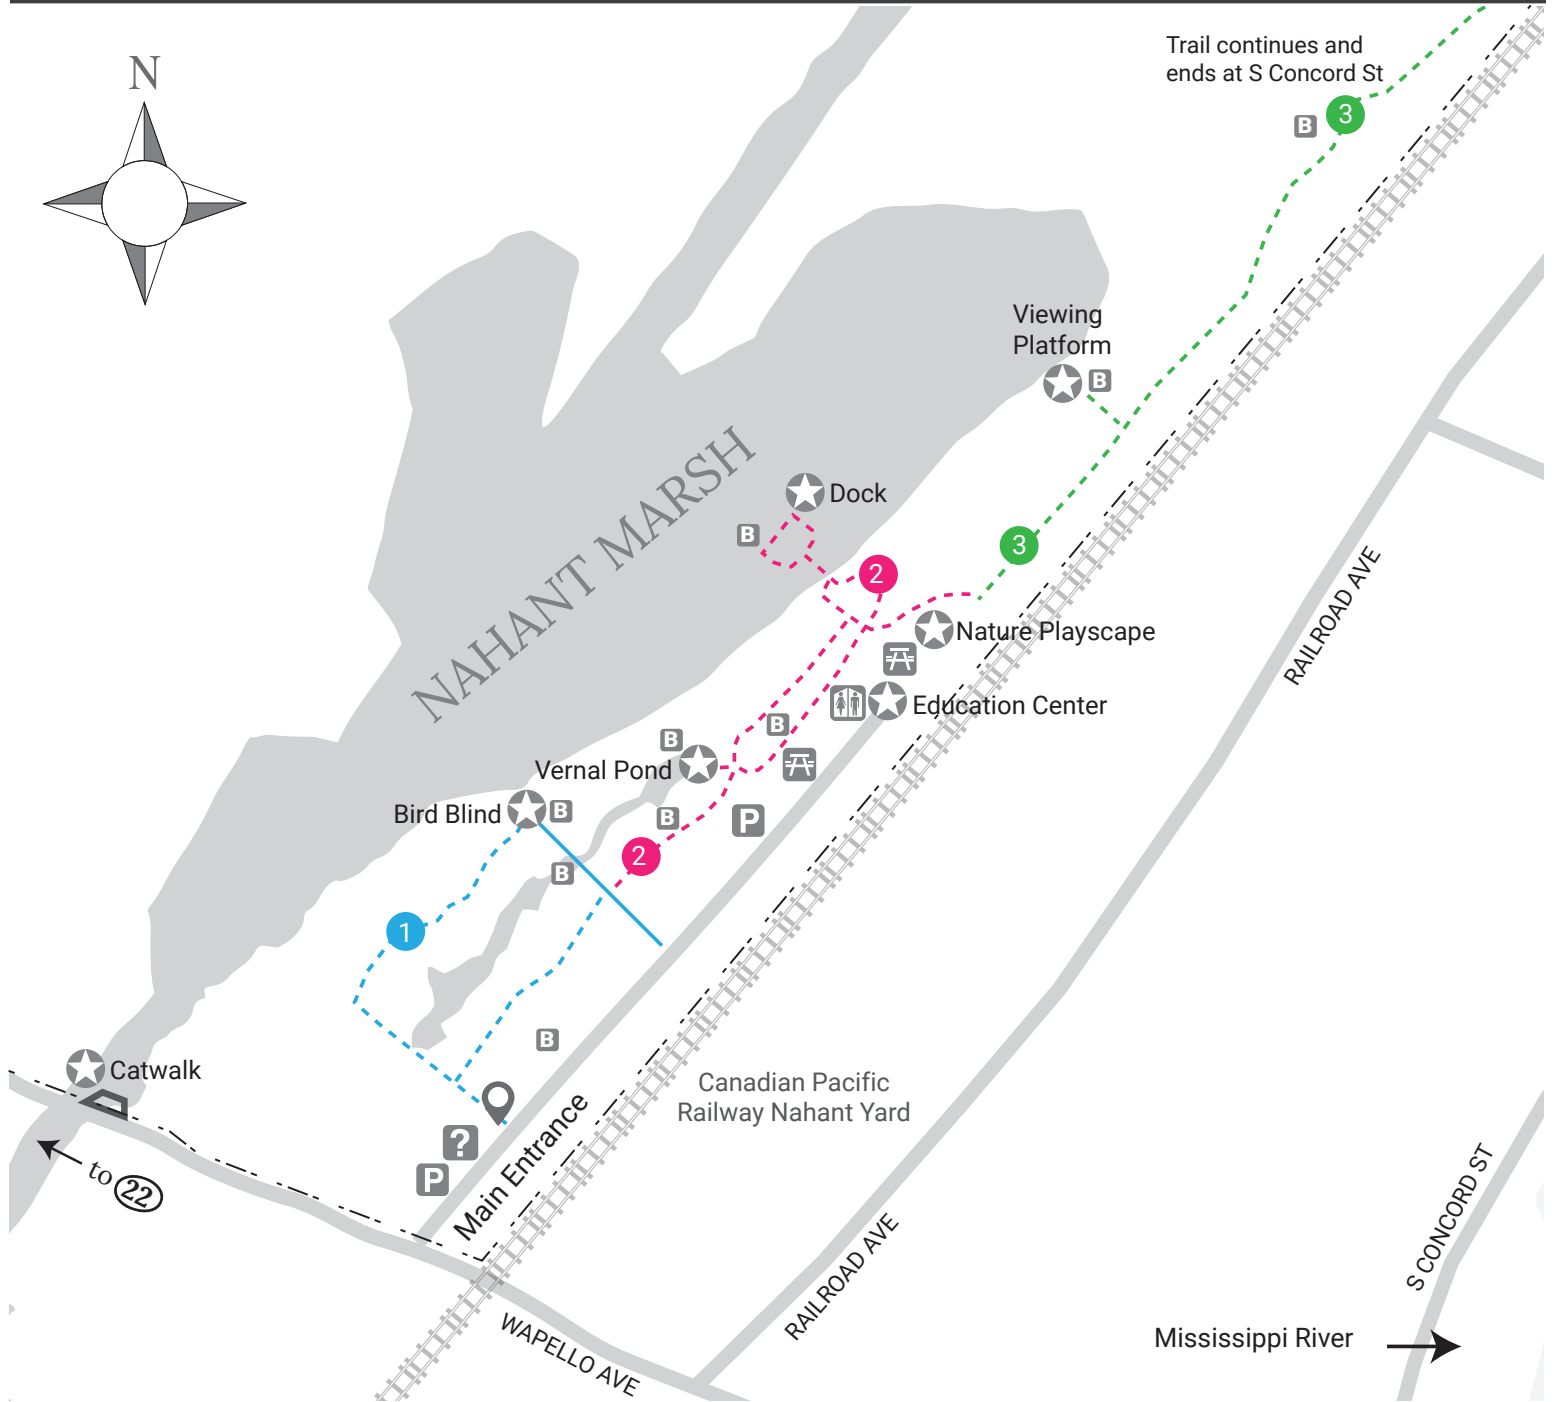 N
Trail continues and
ends at S Concord St
3
B
Viewing
Platform
B
NAHANT MARSH
Dock
B
2
3
Nature Playscape
RAILROAD AVE
Education Center
B
B
Vernal Pond
Bird Blind
B
B
P
2
B
1
B
Catwalk
Canadian Pacific
Railway Nahant Yard
?
P
Main Entrance
to 22
S CONCORD ST
RAILROAD AVE
WAPELLO AVE
Mississippi River